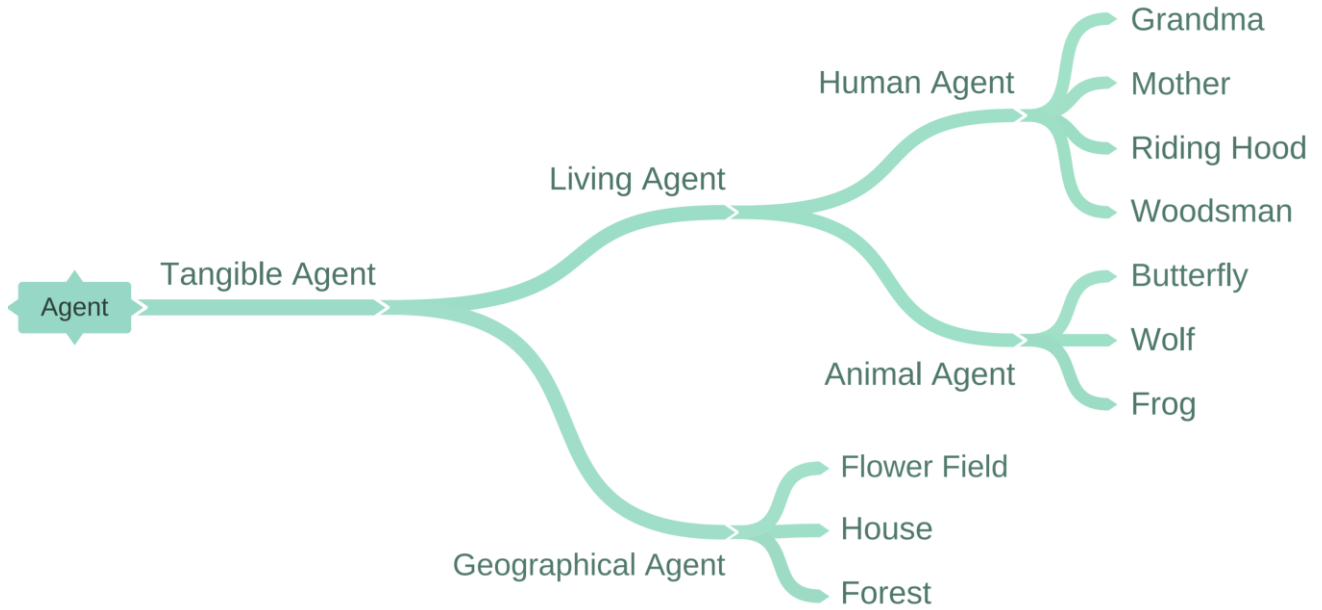 Grandma
Human Agent
Mother
Riding Hood
Living Agent
Woodsman
Tangible Agent
Butterfly
Agent
Wolf
Animal Agent
Frog
Flower Field
House
Geographical Agent
Forest